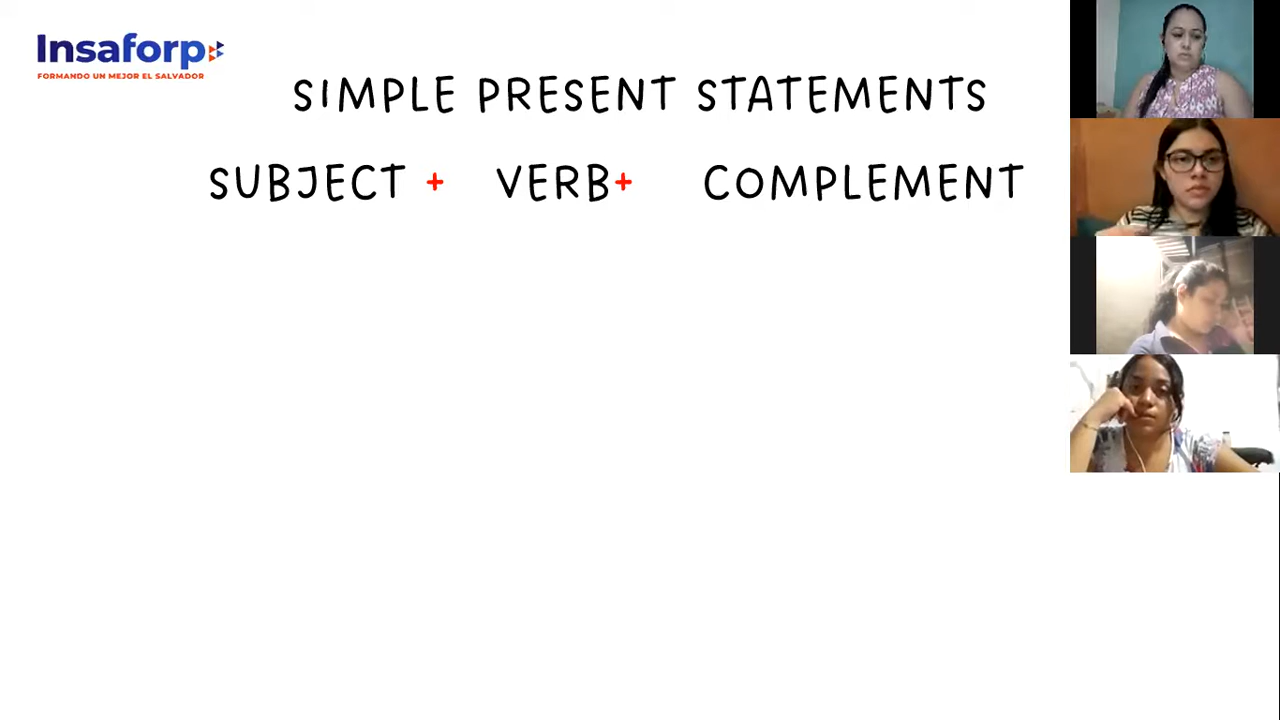 Insaforp
FORMANDO UN MEJOR EL SALVADOR
SIMPLE PRESENT STATEMENTS
SUBJECT + VERB+ COMPLEMENT